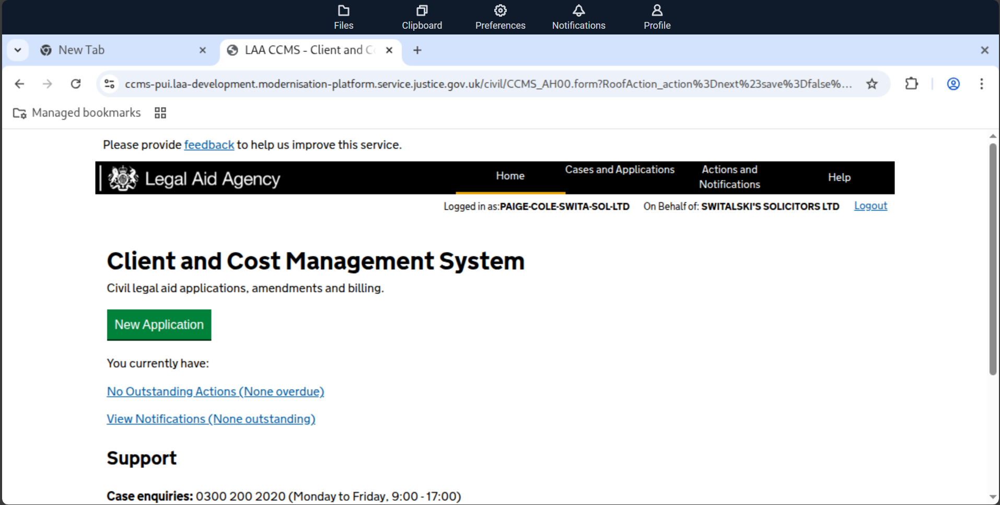 Files Clipboard Preferences Notifications Profile
New Tab LAA CCMS - Client and Co
ccms-pui.laa-development.modernisation-platform.service.justice.gov.uk/civil/CCMS_AH00.form?RoofAction_action%3Dnext%23save%3Dfalse%...
Managed bookmarks
Please provide feedback to help us improve this service.
Legal Aid Agency Home Cases and Applications Actions and Notifications Help
Logged in as:PAIGE-COLE-SWITA-SOL-LTD On Behalf of: SWITALSKI'S SOLICITORS LTD Logout
Client and Cost Management System
Civil legal aid applications, amendments and billing.
New Application
You currently have:
No Outstanding Actions (None overdue)
View Notifications (None outstanding)
Support
Case enquiries: 0300 200 2020 (Monday to Friday, 9:00 - 17:00)